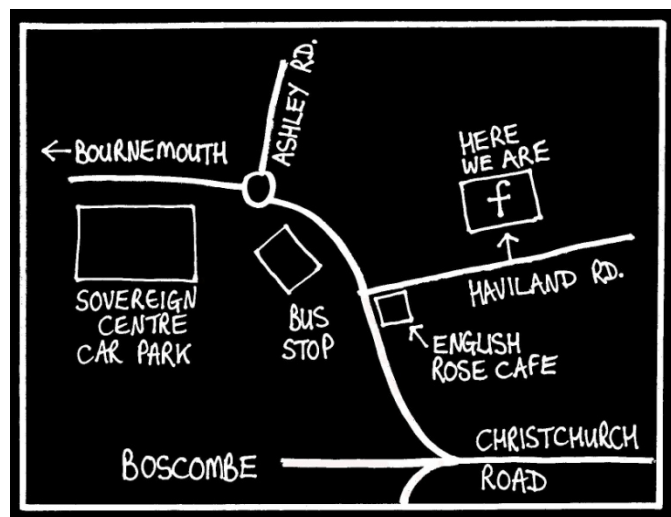 ASHLEY RD.
← BOURNEMOUTH
HERE
WE ARE
f
HAVILAND RD.
SOVEREIGN
CENTRE
CAR PARK
BUS
STOP
ENGLISH
ROSE CAFE
CHRISTCHURCH
ROAD
BOSCOMBE